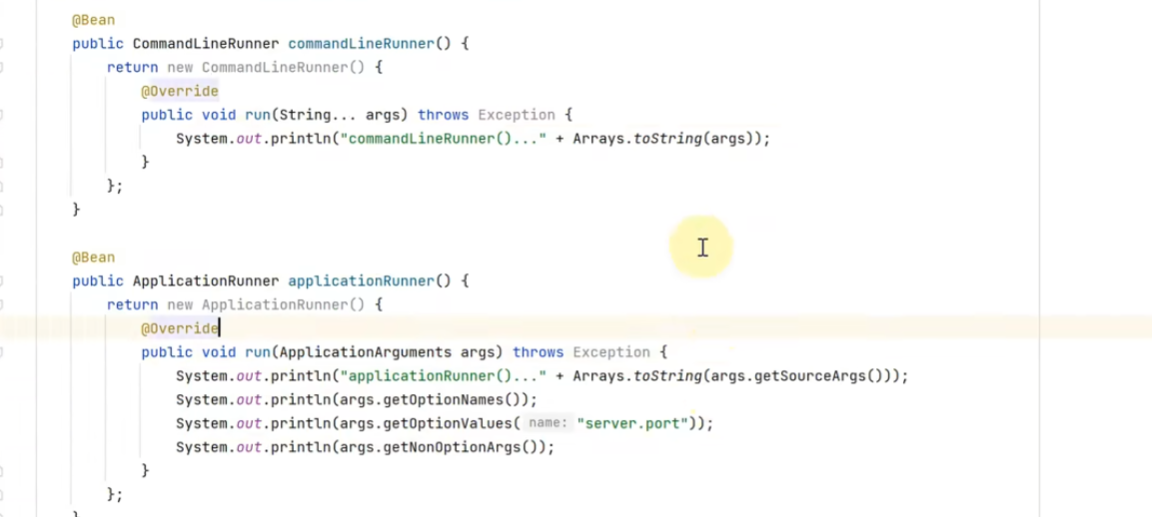 @Bean
public CommandLineRunner commandLineRunner() {
return new CommandLineRunner() {
@Override
public void run(String... args) throws Exception {
System.out.println("commandLineRunner()..." + Arrays.toString(args));
}
};
}
@Bean
public ApplicationRunner applicationRunner() {
return new ApplicationRunner() {
@Override
public void run(ApplicationArguments args) throws Exception {
System.out.println("applicationRunner()..." + Arrays.toString(args.getSourceArgs()));
System.out.println(args.getOptionNames());
System.out.println(args.getOptionValues( name: "server.port"));
System.out.println(args.getNonOptionArgs());
}
};
}